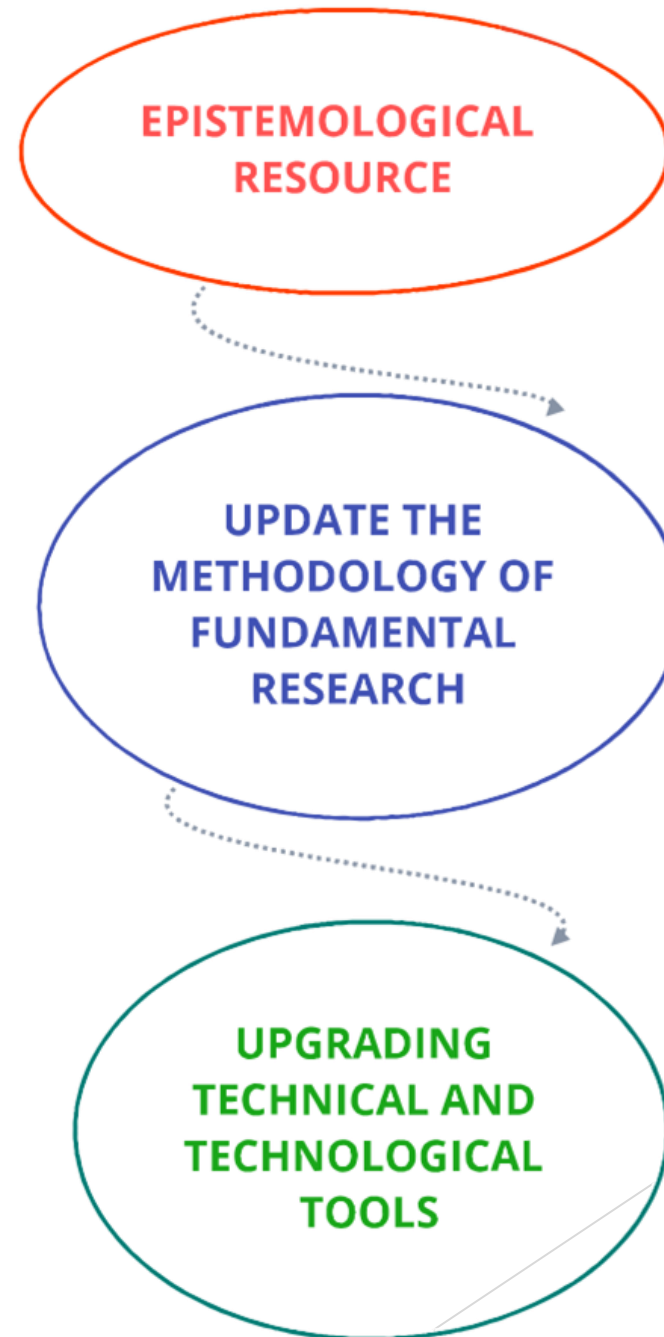 EPISTEMOLOGICAL
RESOURCE
UPDATE THE
METHODOLOGY OF
FUNDAMENTAL
RESEARCH
UPGRADING
TECHNICAL AND
TECHNOLOGICAL
TOOLS